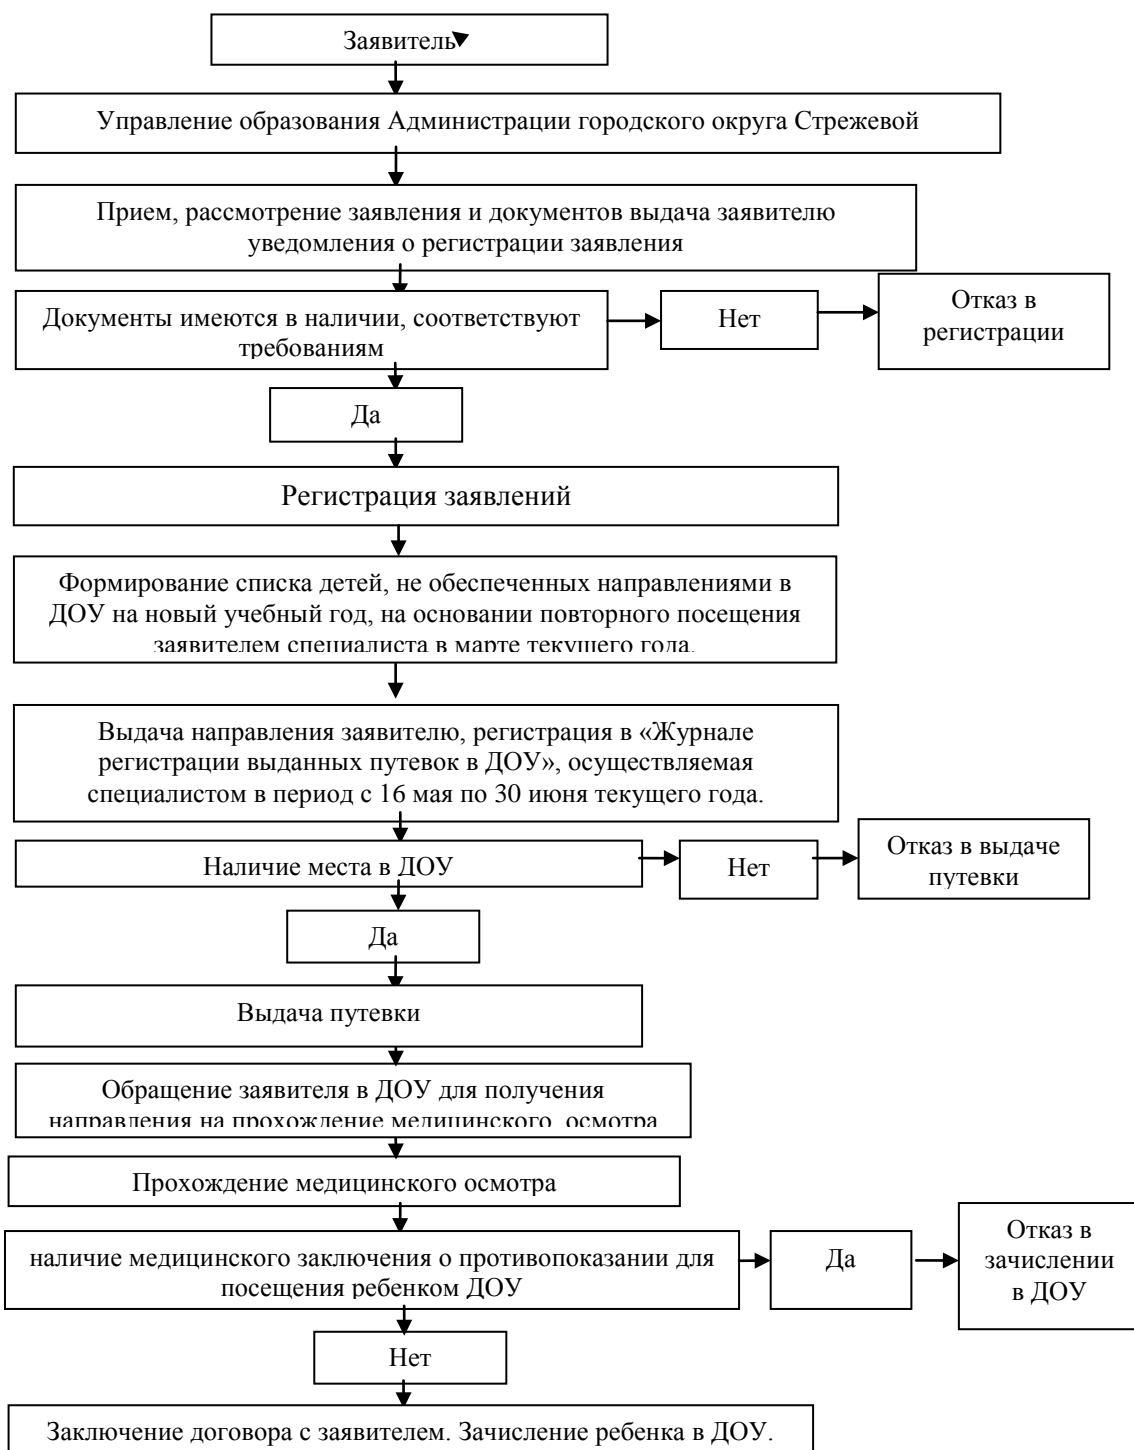 Заявитель
Управление образования Администрации городского округа Стрежевой
Прием, рассмотрение заявления и документов выдача заявителю
уведомления о регистрации заявления
Документы имеются в наличии, соответствуют
требованиям
Нет
Отказ в
регистрации
Да
Регистрация заявлений
Формирование списка детей, не обеспеченных направлениями в
ДОУ на новый учебный год, на основании повторного посещения
заявителем специалиста в марте текущего года.
Выдача направления заявителю, регистрация в «Журнале
регистрации выданных путевок в ДОУ», осуществляемая
специалистом в период с 16 мая по 30 июня текущего года.
Наличие места в ДОУ
Нет
Отказ в выдаче
путевки
Да
Выдача путевки
Обращение заявителя в ДОУ для получения
направления на прохождение медицинского осмотра
Прохождение медицинского осмотра
наличие медицинского заключения о противопоказании для
посещения ребенком ДОУ
Да
Отказ в
зачислении
в ДОУ
Нет
Заключение договора с заявителем. Зачисление ребенка в ДОУ.